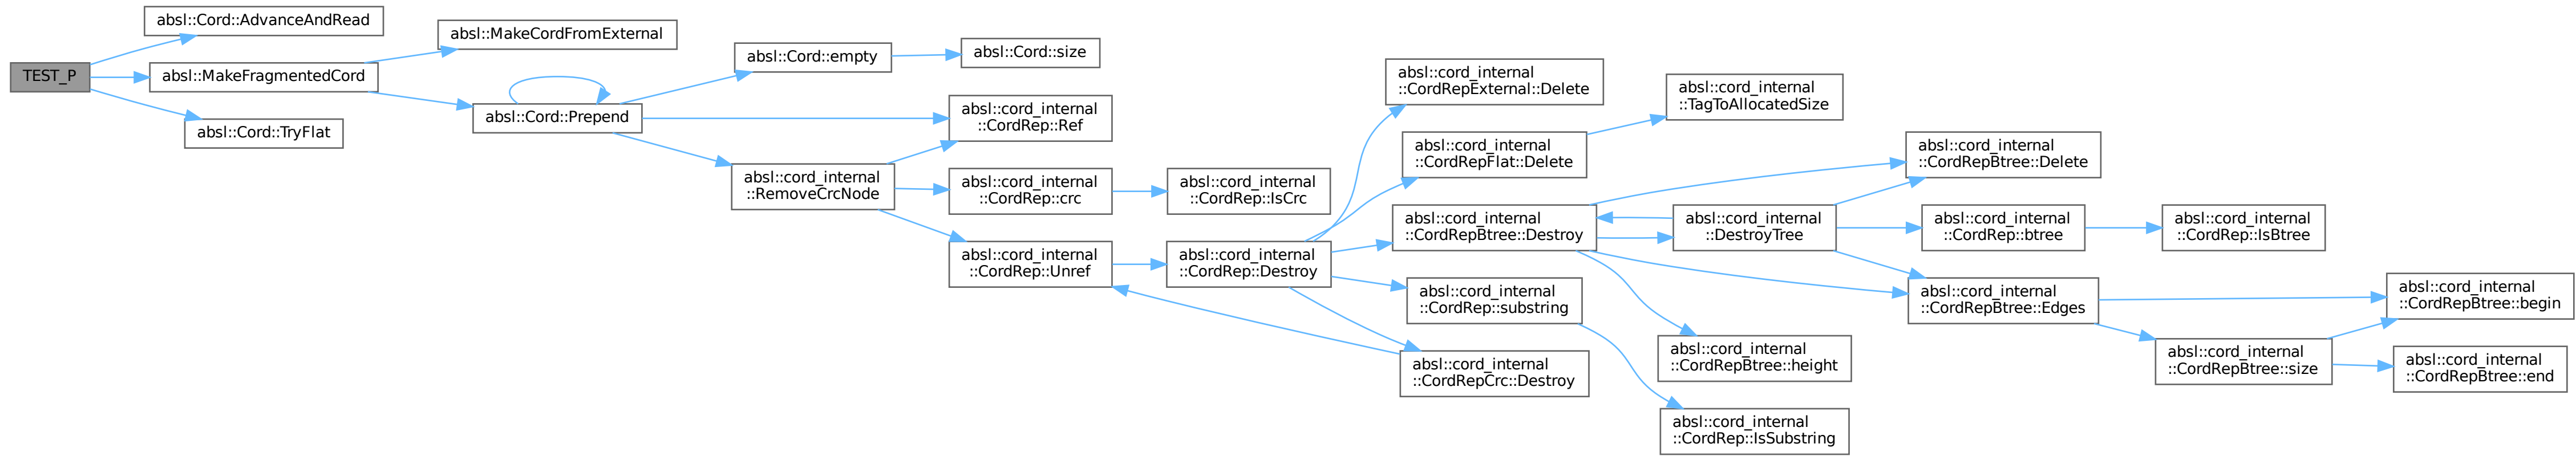 TEST_P
absl::Cord::AdvanceAndRead
absl::MakeFragmentedCord
absl::Cord::TryFlat
absl::MakeCordFromExternal
absl::Cord::Prepend
absl::Cord::empty
absl::Cord::size
absl::cord_internal
::CordRep::Ref
absl::cord_internal
::RemoveCrcNode
absl::cord_internal
::CordRep::crc
absl::cord_internal
::CordRep::IsCrc
absl::cord_internal
::CordRep::Unref
absl::cord_internal
::CordRep::Destroy
absl::cord_internal
::CordRepExternal::Delete
absl::cord_internal
::CordRepFlat::Delete
absl::cord_internal
::TagToAllocatedSize
absl::cord_internal
::CordRepBtree::Destroy
absl::cord_internal
::CordRep::substring
absl::cord_internal
::CordRepCrc::Destroy
absl::cord_internal
::DestroyTree
absl::cord_internal
::CordRepBtree::height
absl::cord_internal
::CordRep::IsSubstring
absl::cord_internal
::CordRepBtree::Delete
absl::cord_internal
::CordRep::btree
absl::cord_internal
::CordRep::IsBtree
absl::cord_internal
::CordRepBtree::Edges
absl::cord_internal
::CordRepBtree::size
absl::cord_internal
::CordRepBtree::begin
absl::cord_internal
::CordRepBtree::end